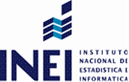 INEI
INSTITUTO
NACIONAL DE
ESTADISTICA E
INFORMATICA